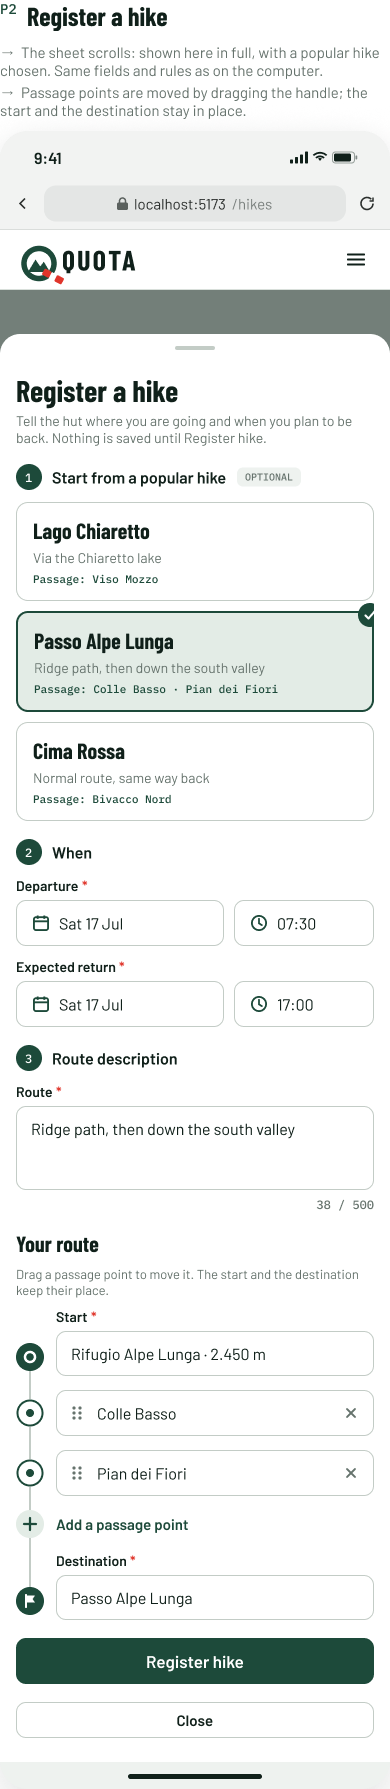 P2 Register a hike
→ The sheet scrolls: shown here in full, with a popular hike
chosen. Same fields and rules as on the computer.
→ Passage points are moved by dragging the handle; the
start and the destination stay in place.
9:41
localhost:5173 /hikes
QUOTA
Register a hike
Tell the hut where you are going and when you plan to be
back. Nothing is saved until Register hike.
1 Start from a popular hike OPTIONAL
Lago Chiaretto
Via the Chiaretto lake
Passage: Viso Mozzo
Passo Alpe Lunga
Ridge path, then down the south valley
Passage: Colle Basso · Pian dei Fiori
Cima Rossa
Normal route, same way back
Passage: Bivacco Nord
2 When
Departure *
Sat 17 Jul 07:30
Expected return *
Sat 17 Jul 17:00
3 Route description
Route *
Ridge path, then down the south valley
38 / 500
Your route
Drag a passage point to move it. The start and the destination
keep their place.
Start *
Rifugio Alpe Lunga · 2.450 m
Colle Basso
Pian dei Fiori
Add a passage point
Destination *
Passo Alpe Lunga
Register hike
Close